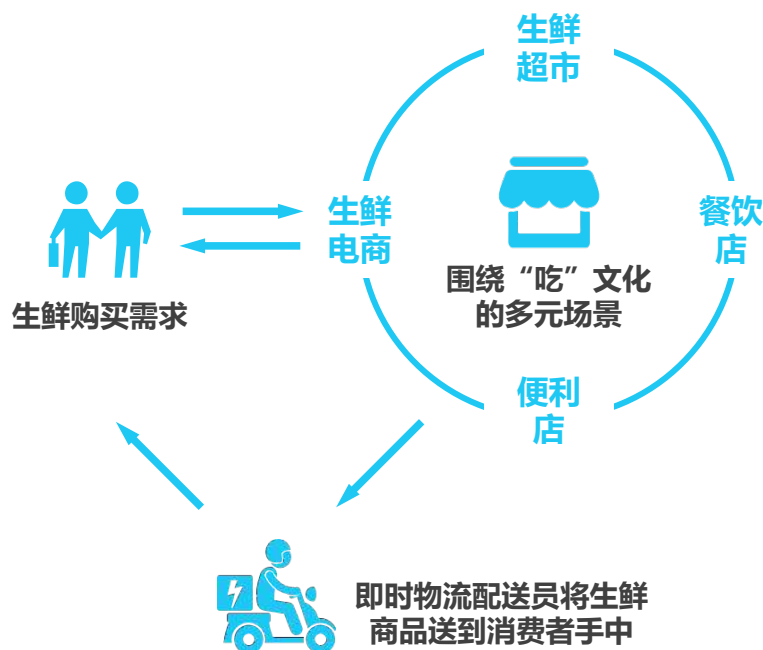 生鲜
超市
生鲜
电商
餐饮
店
围绕“吃”文化
的多元场景
生鲜购买需求
便利
店
即时物流配送员将生鲜
商品送到消费者手中